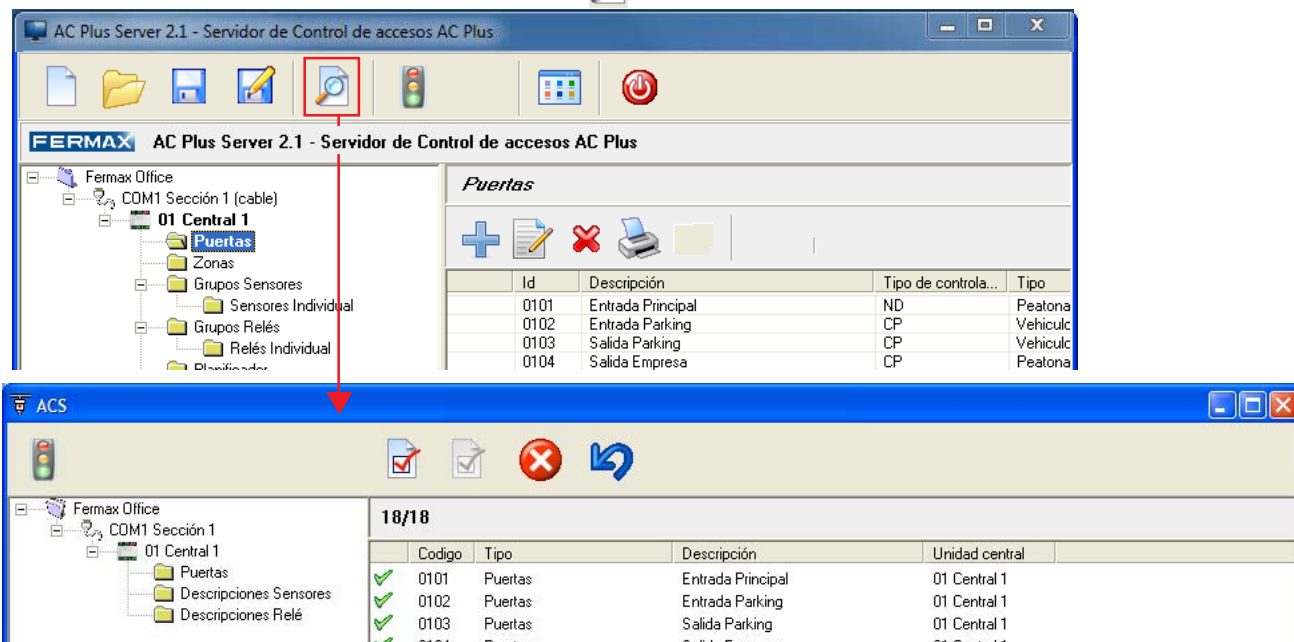 AC Plus Server 2.1 - Servidor de Control de accesos AC Plus
FERMAX AC Plus Server 2.1 - Servidor de Control de accesos AC Plus
Fermax Office
COM1 Sección 1 (cable)
01 Central 1
Puertas
Zonas
Grupos Sensores
Sensores Individual
Grupos Relés
Relés Individual
Planificador
Puertas
Id Descripción Tipo de controla... Tipo
0101 Entrada Principal ND Peatona
0102 Entrada Parking CP Vehiculo
0103 Salida Parking CP Vehiculo
0104 Salida Empresa CP Peatona
ACS
Fermax Office
COM1 Sección 1
01 Central 1
Puertas
Descripciones Sensores
Descripciones Relé
18/18
Codigo Tipo Descripción Unidad central
0101 Puertas Entrada Principal 01 Central 1
0102 Puertas Entrada Parking 01 Central 1
0103 Puertas Salida Parking 01 Central 1